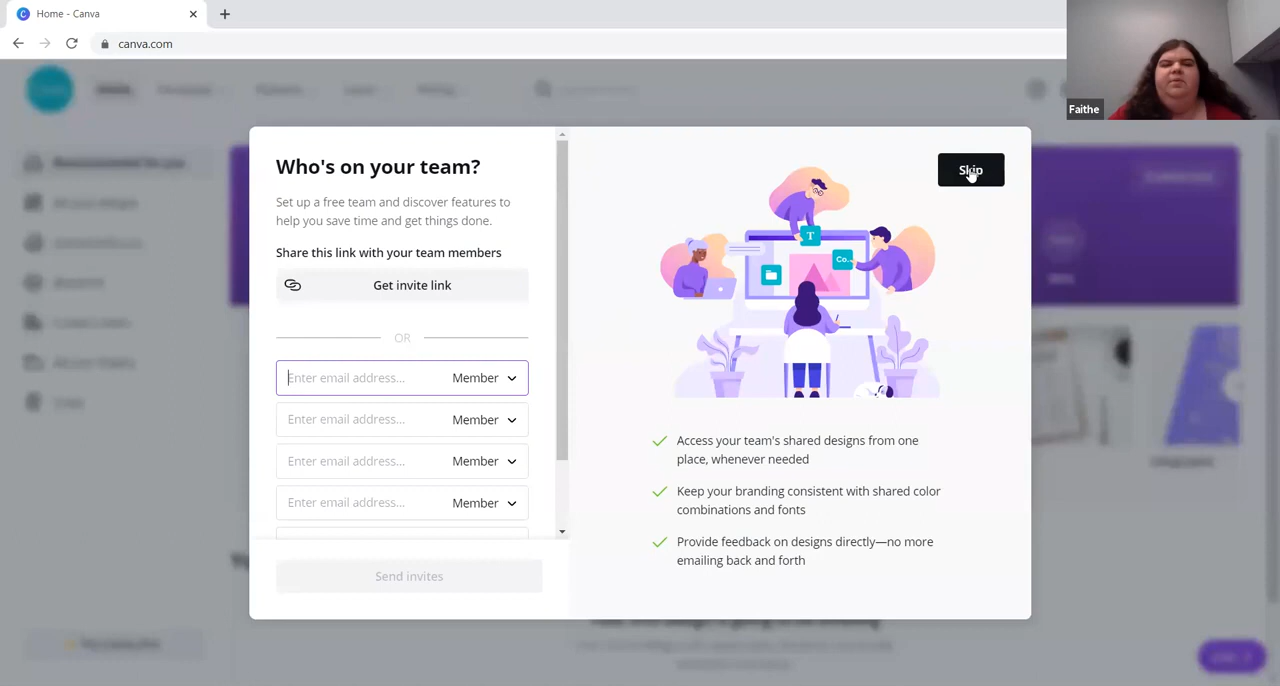 Home - Canva
canva.com
Faithe
Who's on your team?
Skip
Set up a free team and discover features to
help you save time and get things done.
Share this link with your team members
Get invite link
OR
Enter email address... Member
Enter email address... Member
Enter email address... Member
Enter email address... Member
Send invites
T
Co...
Access your team's shared designs from one
place, whenever needed
Keep your branding consistent with shared color
combinations and fonts
Provide feedback on designs directly—no more
emailing back and forth